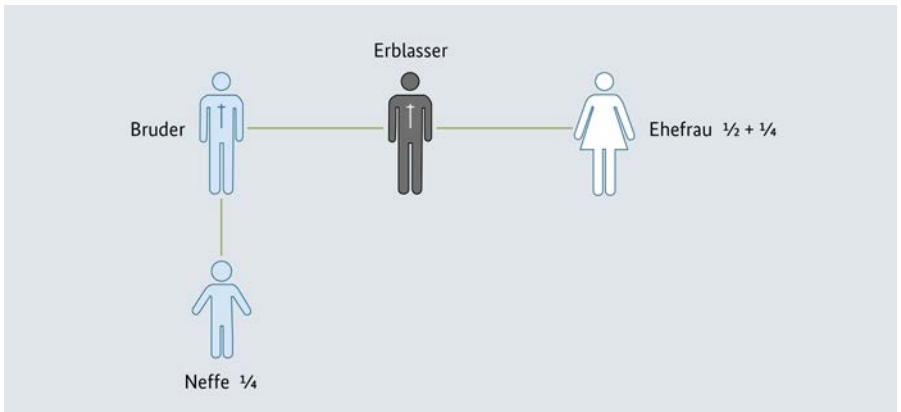 Erblasser
Bruder
Ehefrau ½ + ¼
Neffe ¼